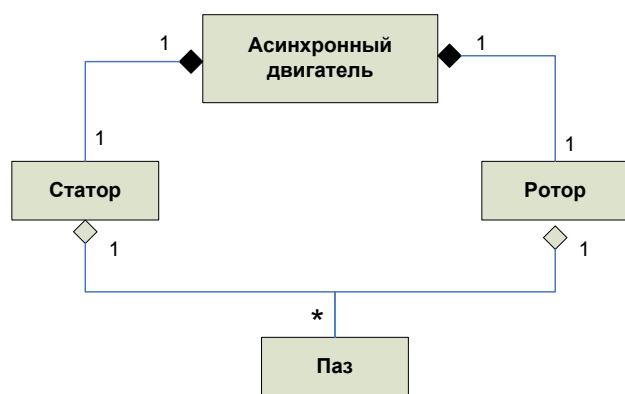 Асинхронный
двигатель
1
1
1
1
Статор
Ротор
1
1
*
Паз